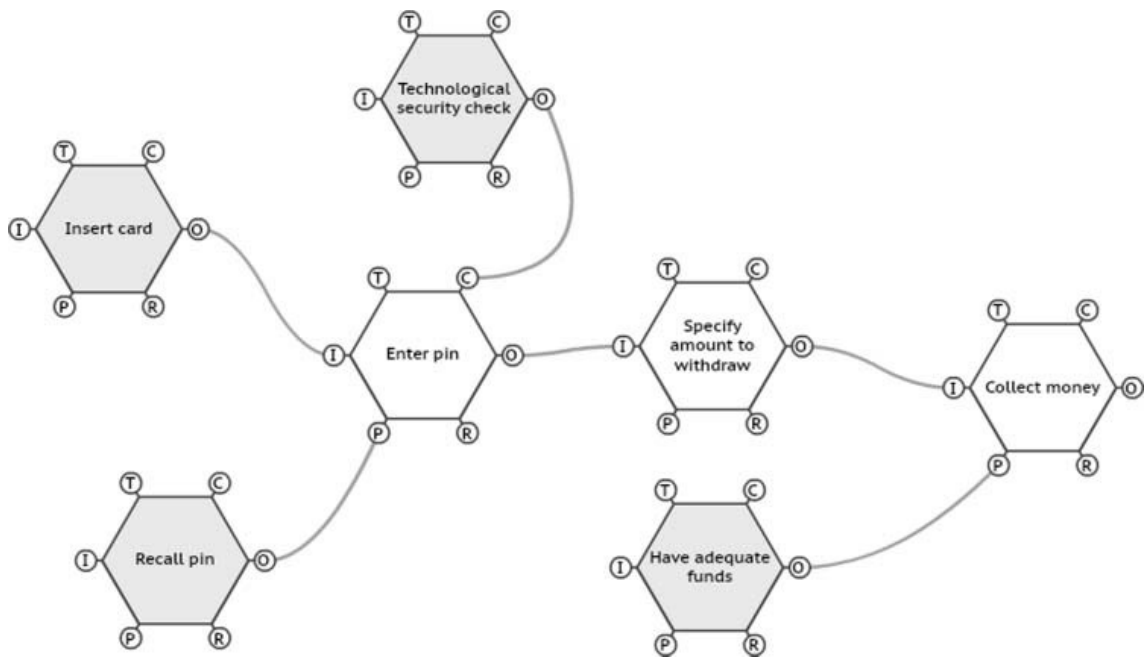 T
C
Technological
security check
I
O
P
R
T
C
Insert card
I
O
P
R
T
C
Enter pin
I
O
P
R
T
C
Specify
amount to
withdraw
I
O
P
R
T
C
Collect money
I
O
P
R
T
C
Recall pin
I
O
P
R
T
C
Have adequate
funds
I
O
P
R